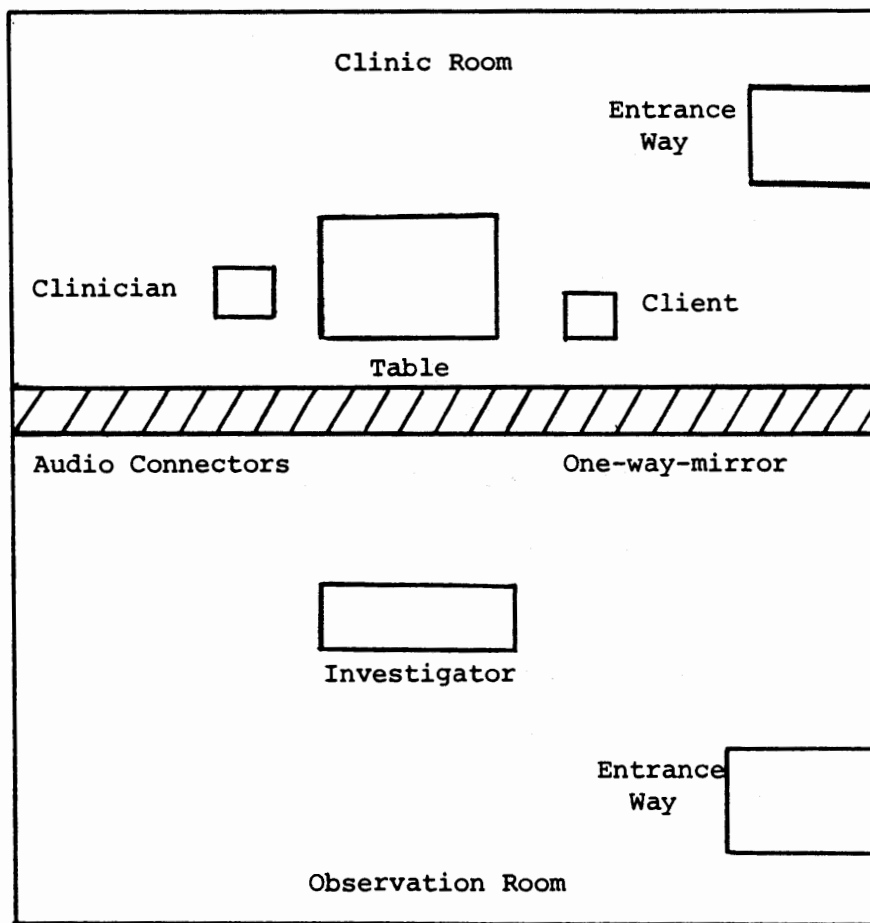 Clinic Room
Entrance
Way
Clinician
Client
Table
Audio Connectors
One-way-mirror
Investigator
Entrance
Way
Observation Room